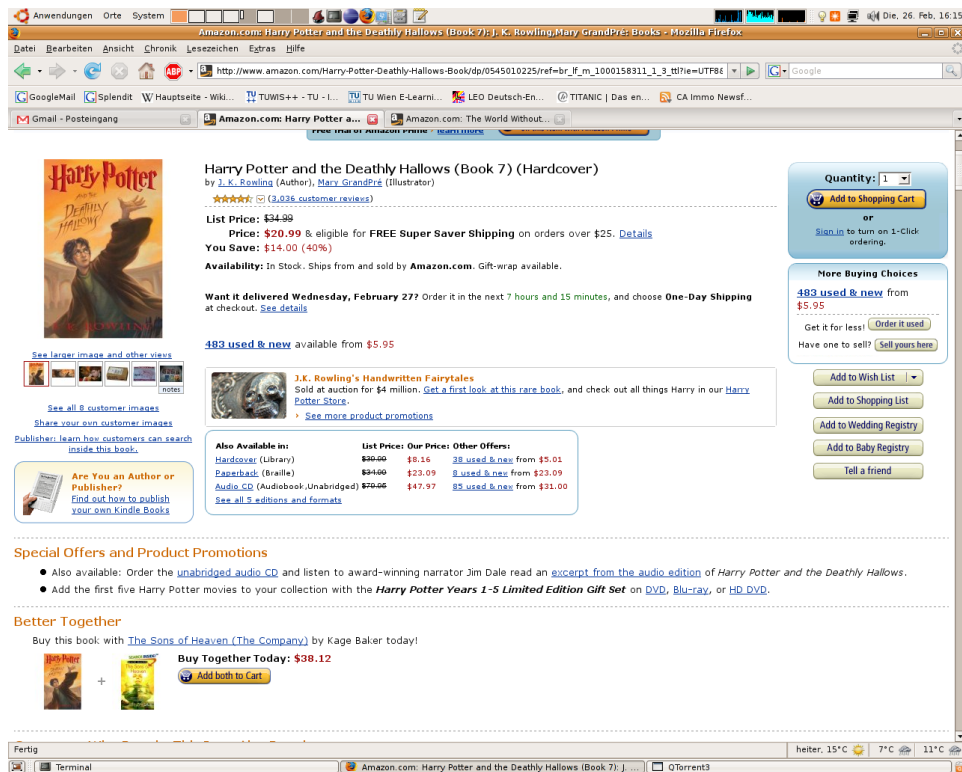 Anwendungen Orte System Die, 26. Feb, 16:15
Amazon.com: Harry Potter and the Deathly Hallows (Book 7): J. K. Rowling,Mary GrandPré: Books - Mozilla Firefox
Datei Bearbeiten Ansicht Chronik Lesezeichen Extras Hilfe
ABP http://www.amazon.com/Harry-Potter-Deathly-Hallows-Book/dp/0545010225/ref=br_lf_m_1000158311_1_3_ttl?ie=UTF8& Google
GoogleMail Splendit Hauptseite - Wiki... TUWIS++ - TU - I... TU Wien E-Learni... LEO Deutsch-En... TITANIC | Das en... CA Immo Newsf...
Gmail - Posteingang Amazon.com: Harry Potter a... Amazon.com: The World Without...
Free Trial of Amazon Prime learn more
Harry Potter and the Deathly Hallows (Book 7) (Hardcover)
by J. K. Rowling (Author), Mary GrandPré (Illustrator)
(3,036 customer reviews)
List Price: $34.99
Price: $20.99 & eligible for FREE Super Saver Shipping on orders over $25. Details
You Save: $14.00 (40%)
Availability: In Stock. Ships from and sold by Amazon.com. Gift-wrap available.
Want it delivered Wednesday, February 27? Order it in the next 7 hours and 15 minutes, and choose One-Day Shipping
at checkout. See details
483 used & new available from $5.95
Harry Potter
AND THE
DEATHLY
HALLOWS
J.K. ROWLING
See larger image and other views
notes
See all 8 customer images
Share your own customer images
Publisher: learn how customers can search
inside this book.
Are You an Author or
Publisher?
Find out how to publish
your own Kindle Books
J.K. Rowling's Handwritten Fairytales
Sold at auction for $4 million. Get a first look at this rare book, and check out all things Harry in our Harry
Potter Store.
See more product promotions
Also Available in: List Price: Our Price: Other Offers:
Hardcover (Library) $39.99 $8.16 38 used & new from $5.01
Paperback (Braille) $34.99 $23.09 8 used & new from $23.09
Audio CD (Audiobook,Unabridged) $79.95 $47.97 85 used & new from $31.00
See all 5 editions and formats
Quantity: 1
Add to Shopping Cart
or
Sign in to turn on 1-Click
ordering.
More Buying Choices
483 used & new from
$5.95
Get it for less! Order it used
Have one to sell? Sell yours here
Add to Wish List
Add to Shopping List
Add to Wedding Registry
Add to Baby Registry
Tell a friend
Special Offers and Product Promotions
Also available: Order the unabridged audio CD and listen to award-winning narrator Jim Dale read an excerpt from the audio edition of Harry Potter and the Deathly Hallows.
Add the first five Harry Potter movies to your collection with the Harry Potter Years 1-5 Limited Edition Gift Set on DVD, Blu-ray, or HD DVD.
Better Together
Buy this book with The Sons of Heaven (The Company) by Kage Baker today!
Harry Potter + Buy Together Today: $38.12
Add both to Cart
Fertig heiter, 15°C 7°C 11°C
Terminal Amazon.com: Harry Potter and the Deathly Hallows (Book 7): J. ... QTorrent3